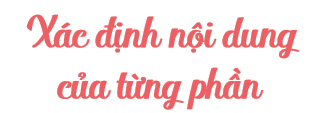 Xác định nội dung
của từng phần